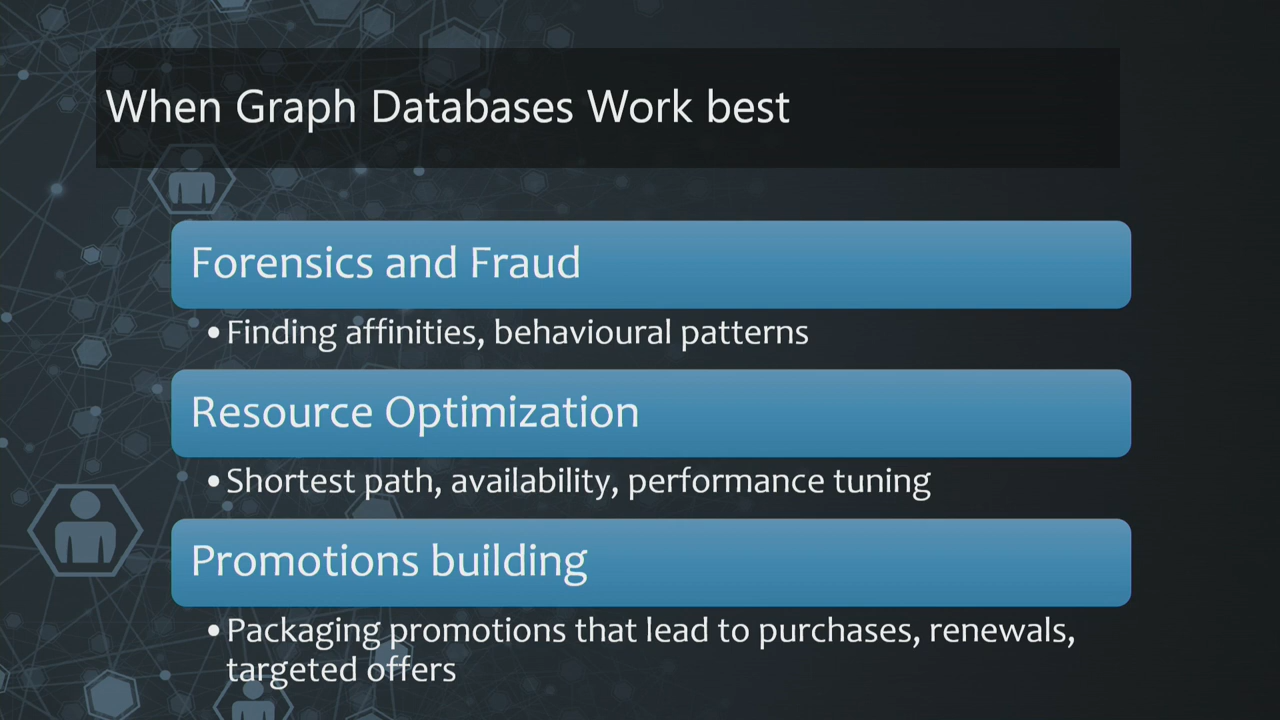 When Graph Databases Work best
Forensics and Fraud
•Finding affinities, behavioural patterns
Resource Optimization
•Shortest path, availability, performance tuning
Promotions building
•Packaging promotions that lead to purchases, renewals,
targeted offers